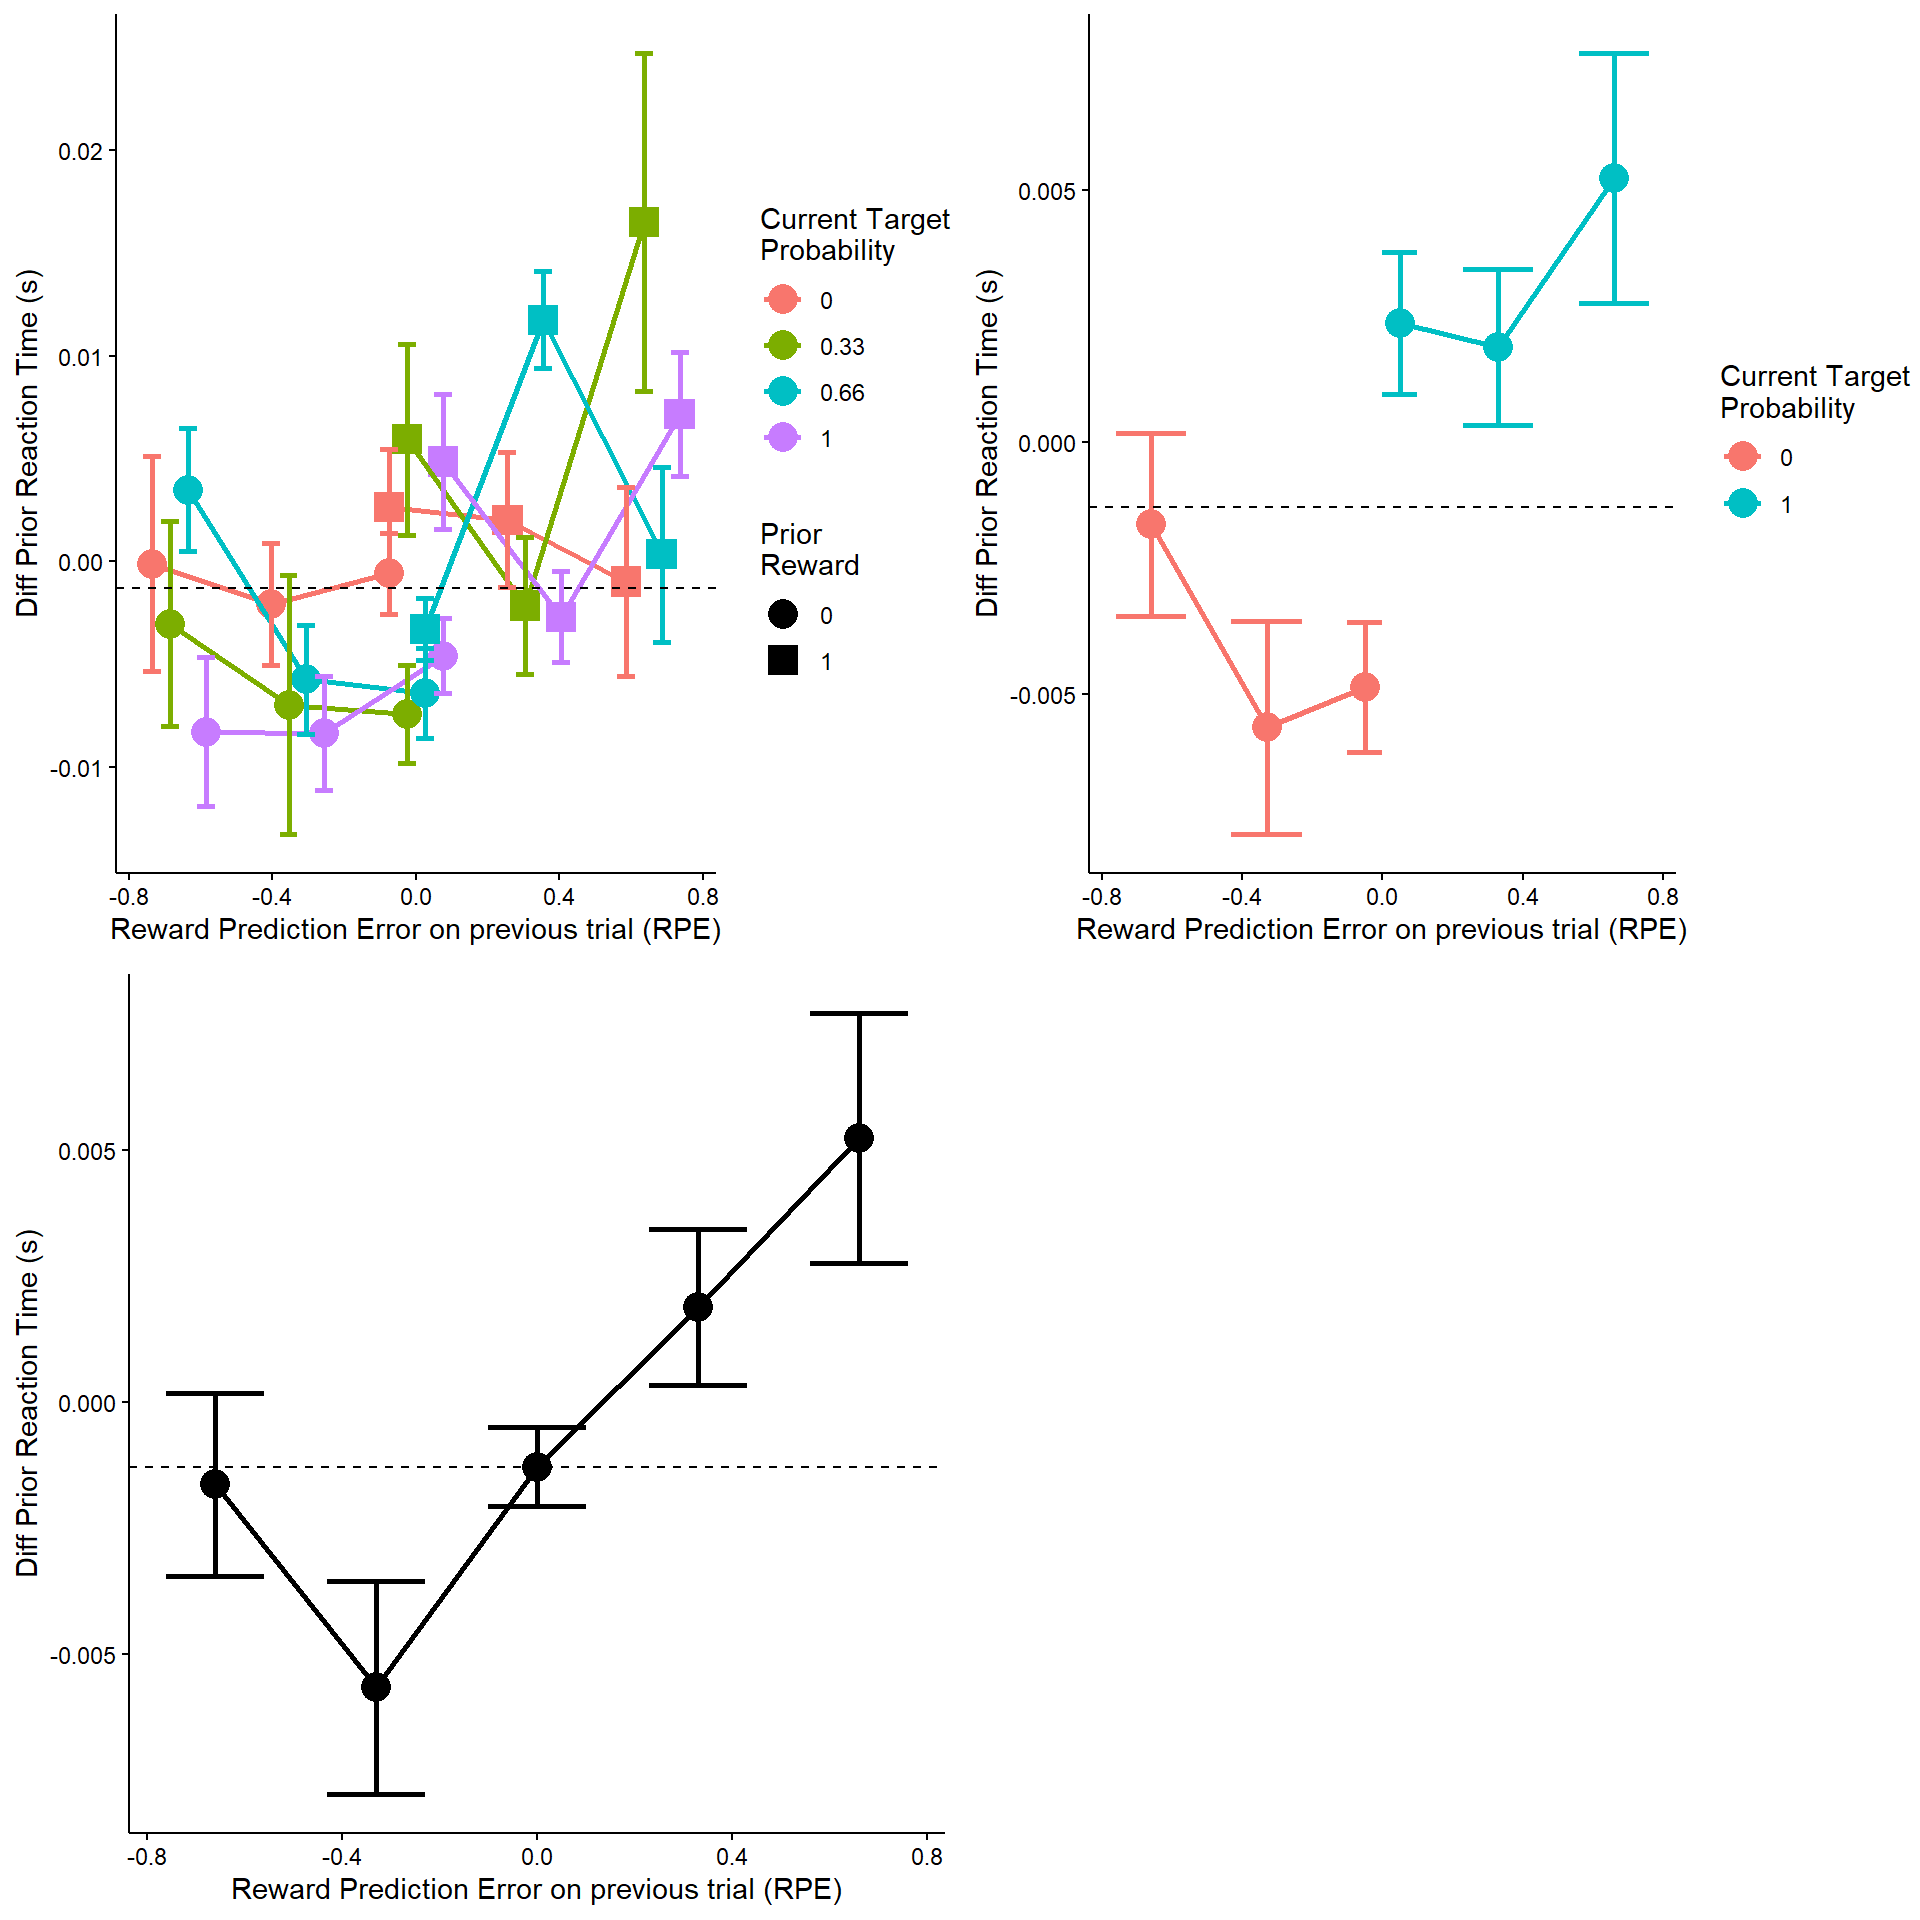 0.02
0.01
0.00
-0.01
-0.8
-0.4
0.0
0.4
0.8
Diff Prior Reaction Time (s)
Reward Prediction Error on previous trial (RPE)
Current Target
Probability
0
0.33
0.66
1
Prior
Reward
0
1
0.005
0.000
-0.005
-0.8
-0.4
0.0
0.4
0.8
Diff Prior Reaction Time (s)
Reward Prediction Error on previous trial (RPE)
Current Target
Probability
0
1
0.005
0.000
-0.005
-0.8
-0.4
0.0
0.4
0.8
Diff Prior Reaction Time (s)
Reward Prediction Error on previous trial (RPE)